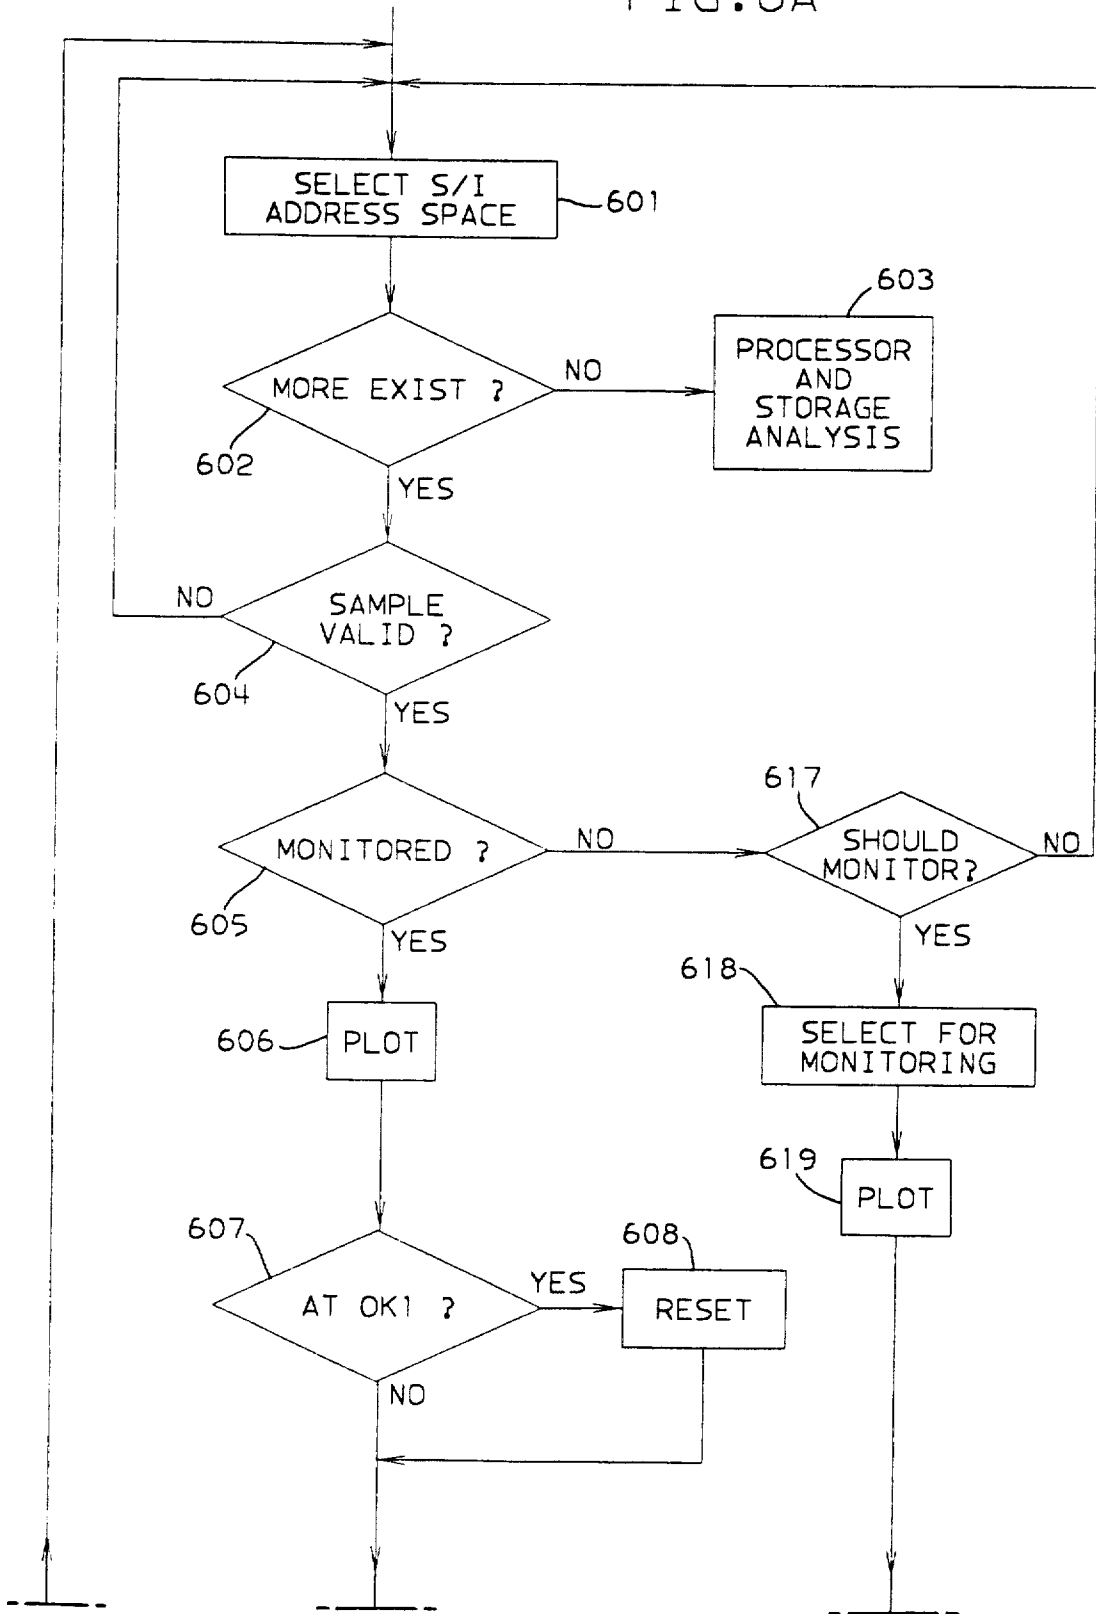 FIG.6A
SELECT S/I
ADDRESS SPACE
601
603
PROCESSOR
AND
STORAGE
ANALYSIS
MORE EXIST ?
NO
602
YES
NO
SAMPLE
VALID ?
604
YES
617
MONITORED ?
NO
SHOULD
MONITOR?
NO
605
YES
YES
618
606
PLOT
SELECT FOR
MONITORING
619
PLOT
607
608
AT OK1 ?
YES
RESET
NO